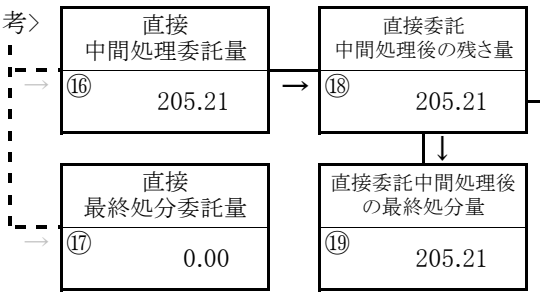 考〉
直接
中間処理委託量
⑯
205.21
→
→
直接委託
中間処理後の残さ量
⑱
205.21
↓
直接
最終処分委託量
⑰
0.00
→
直接委託中間処理後
の最終処分量
⑲
205.21